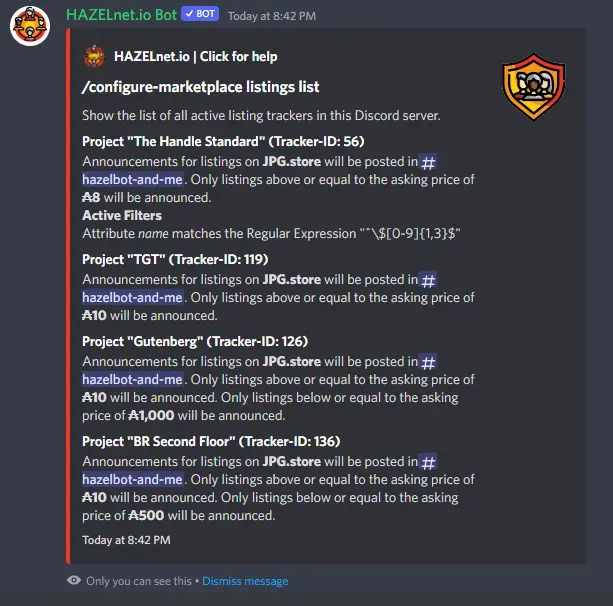 HAZELnet.io Bot ✓ BOT Today at 8:42 PM
HAZELnet.io | Click for help
/configure-marketplace listings list
Show the list of all active listing trackers in this Discord server.
Project "The Handle Standard" (Tracker-ID: 56)
Announcements for listings on JPG.store will be posted in #
hazelbot-and-me. Only listings above or equal to the asking price of
₳8 will be announced.
Active Filters
Attribute name matches the Regular Expression "^\$[0-9]{1,3}$"
Project "TGT" (Tracker-ID: 119)
Announcements for listings on JPG.store will be posted in #
hazelbot-and-me. Only listings above or equal to the asking price of
₳10 will be announced.
Project "Gutenberg" (Tracker-ID: 126)
Announcements for listings on JPG.store will be posted in #
hazelbot-and-me. Only listings above or equal to the asking price of
₳10 will be announced. Only listings below or equal to the asking
price of ₳1,000 will be announced.
Project "BR Second Floor" (Tracker-ID: 136)
Announcements for listings on JPG.store will be posted in #
hazelbot-and-me. Only listings above or equal to the asking price of
₳10 will be announced. Only listings below or equal to the asking
price of ₳500 will be announced.
Today at 8:42 PM
Only you can see this • Dismiss message